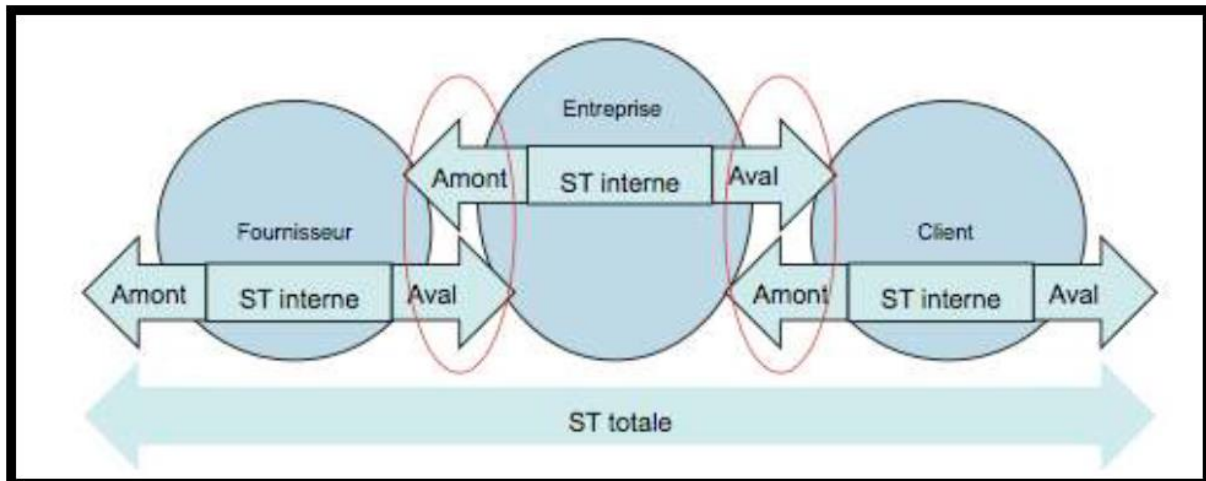 Entreprise
Amont ST interne Aval
Fournisseur
Client
Amont ST interne Aval
Amont ST interne Aval
ST totale